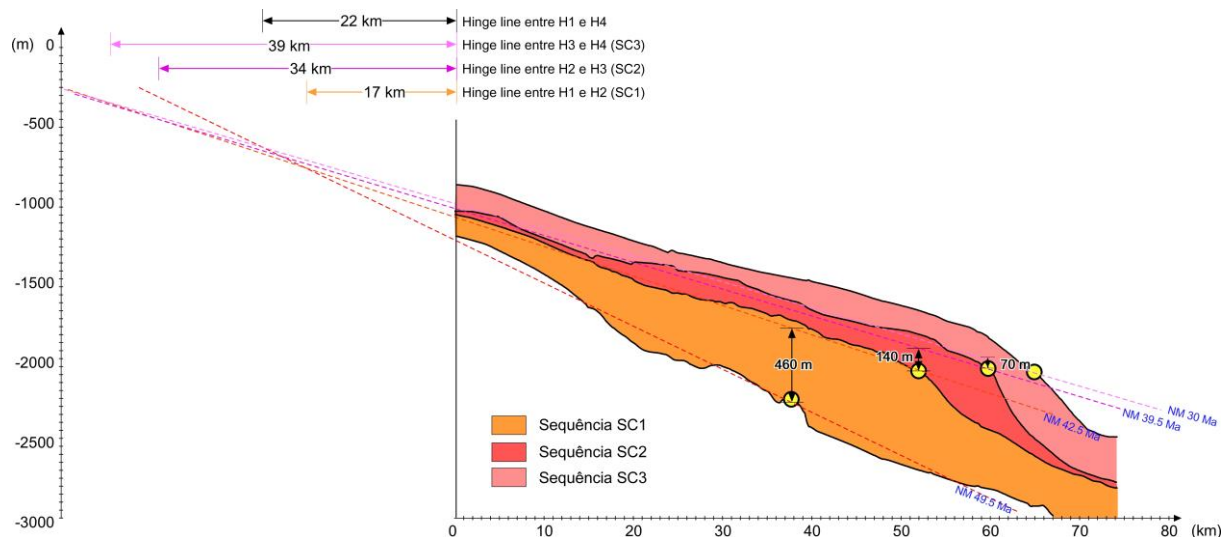 22 km
Hinge line entre H1 e H4
(m)
0
39 km
Hinge line entre H3 e H4 (SC3)
34 km
Hinge line entre H2 e H3 (SC2)
17 km
Hinge line entre H1 e H2 (SC1)
-500
-1000
-1500
-2000
-2500
-3000
460 m
140 m
70 m
NM 30 Ma
NM 39.5 Ma
NM 42.5 Ma
NM 49.5 Ma
Sequência SC1
Sequência SC2
Sequência SC3
0 10 20 30 40 50 60 70 80 (km)